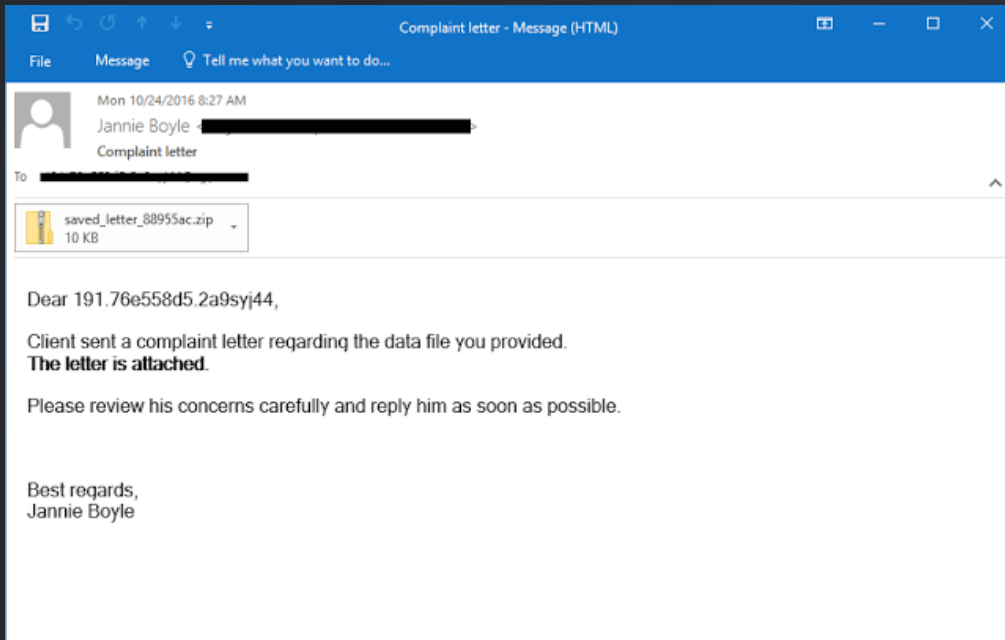 Complaint letter - Message (HTML)
File Message Tell me what you want to do...
Mon 10/24/2016 8:27 AM
Jannie Boyle < >
Complaint letter
To
saved_letter_88955ac.zip
10 KB
Dear 191.76e558d5.2a9syj44,
Client sent a complaint letter regarding the data file you provided.
The letter is attached.
Please review his concerns carefully and reply him as soon as possible.
Best regards,
Jannie Boyle